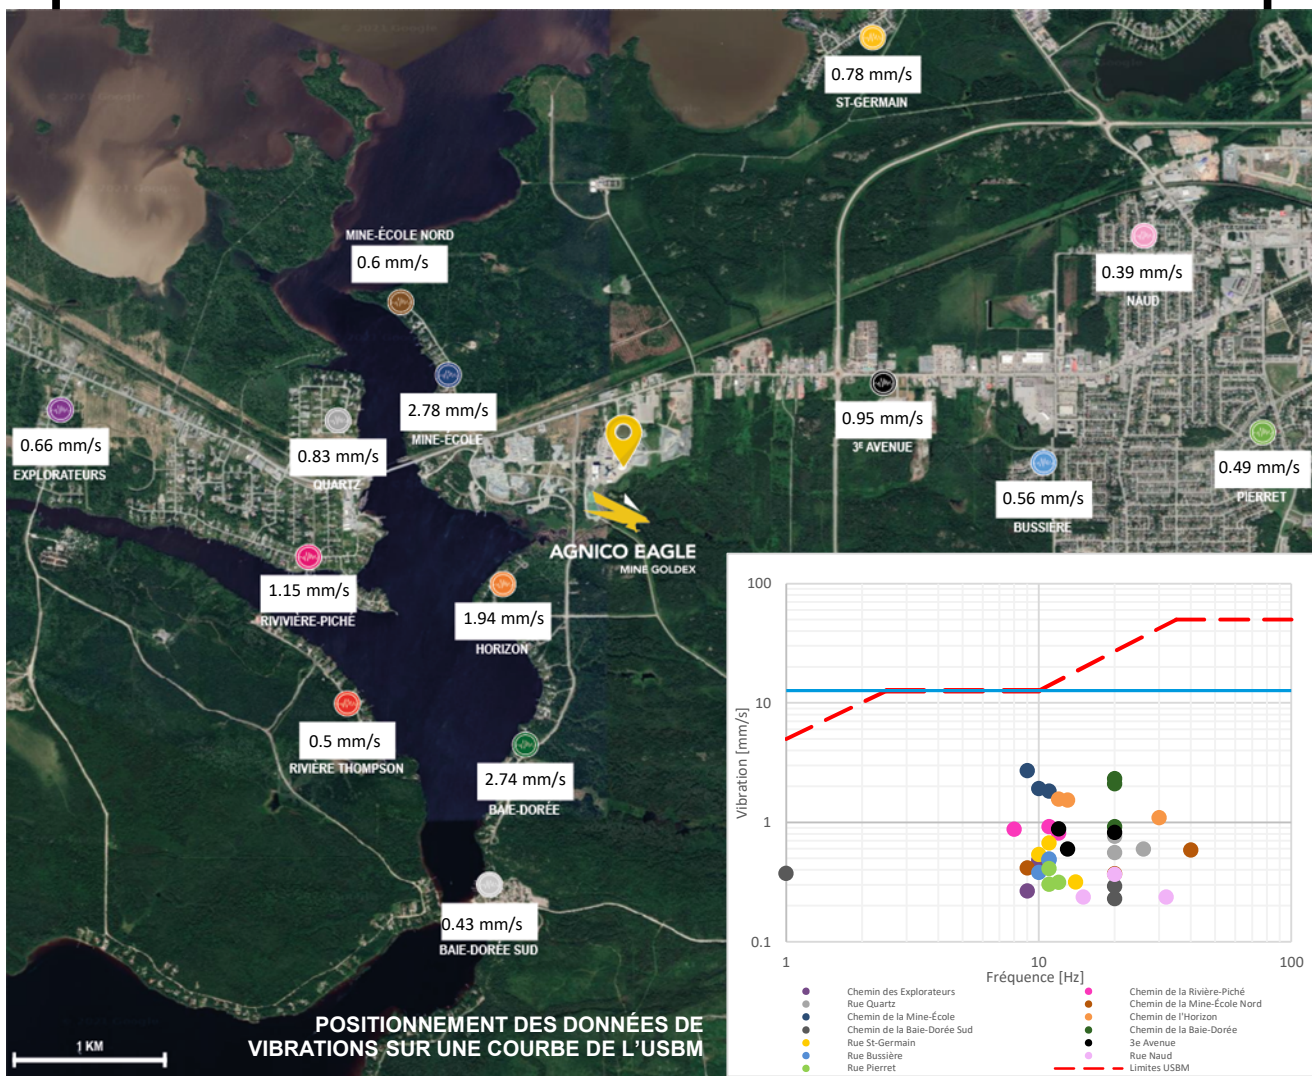 0.78 mm/s
ST-GERMAIN
MINE-ÉCOLE NORD
0.6 mm/s
0.39 mm/s
NAUD
2.78 mm/s
MINE-ÉCOLE
0.66 mm/s
EXPLORATEURS
0.83 mm/s
QUARTZ
0.95 mm/s
3E AVENUE
0.49 mm/s
PIERRET
0.56 mm/s
BUSSIÈRE
AGNICO EAGLE
MINE GOLDEX
1.15 mm/s
RIVIVIÈRE-PICHÉ
1.94 mm/s
HORIZON
0.5 mm/s
RIVIÈRE THOMPSON
2.74 mm/s
BAIE-DORÉE
0.43 mm/s
BAIE-DORÉE SUD
POSITIONNEMENT DES DONNÉES DE
VIBRATIONS SUR UNE COURBE DE L'USBM
1 KM
Vibration [mm/s]
100
10
1
0.1
1
10
100
Fréquence [Hz]
Chemin des Explorateurs
Chemin de la Rivière-Piché
Rue Quartz
Chemin de la Mine-École Nord
Chemin de la Mine-École
Chemin de l'Horizon
Chemin de la Baie-Dorée Sud
Chemin de la Baie-Dorée
Rue St-Germain
3e Avenue
Rue Bussière
Rue Naud
Rue Pierret
Limites USBM